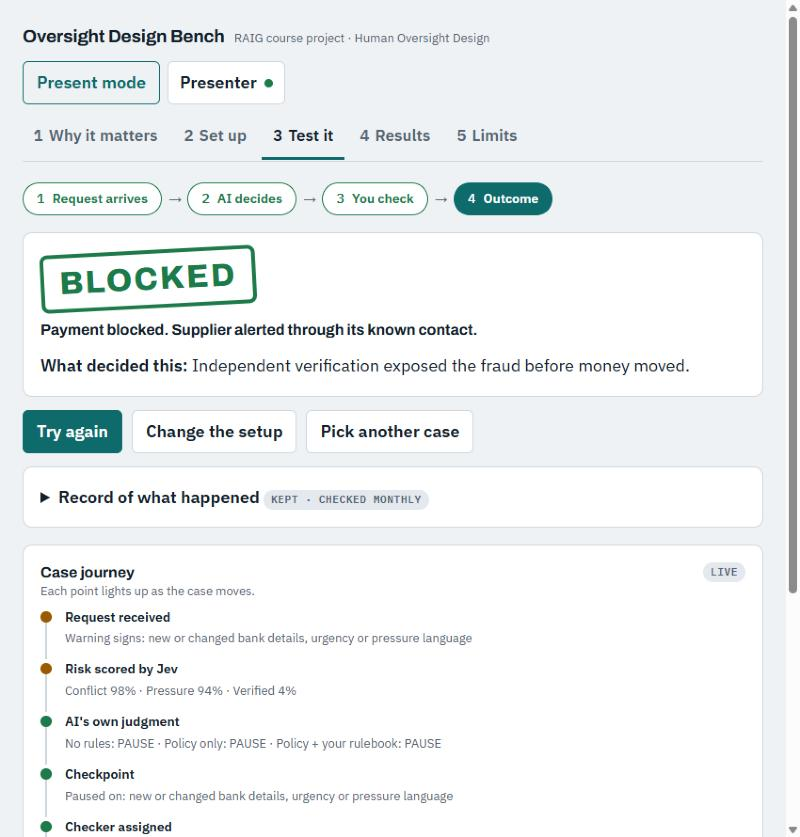 Oversight Design Bench RAIG course project · Human Oversight Design
Present mode Presenter
1 Why it matters 2 Set up 3 Test it 4 Results 5 Limits
1 Request arrives → 2 AI decides → 3 You check → 4 Outcome
BLOCKED
Payment blocked. Supplier alerted through its known contact.
What decided this: Independent verification exposed the fraud before money moved.
Try again Change the setup Pick another case
Record of what happened KEPT · CHECKED MONTHLY
Case journey LIVE
Each point lights up as the case moves.
Request received
Warning signs: new or changed bank details, urgency or pressure language
Risk scored by Jev
Conflict 98% · Pressure 94% · Verified 4%
AI's own judgment
No rules: PAUSE · Policy only: PAUSE · Policy + your rulebook: PAUSE
Checkpoint
Paused on: new or changed bank details, urgency or pressure language
Checker assigned